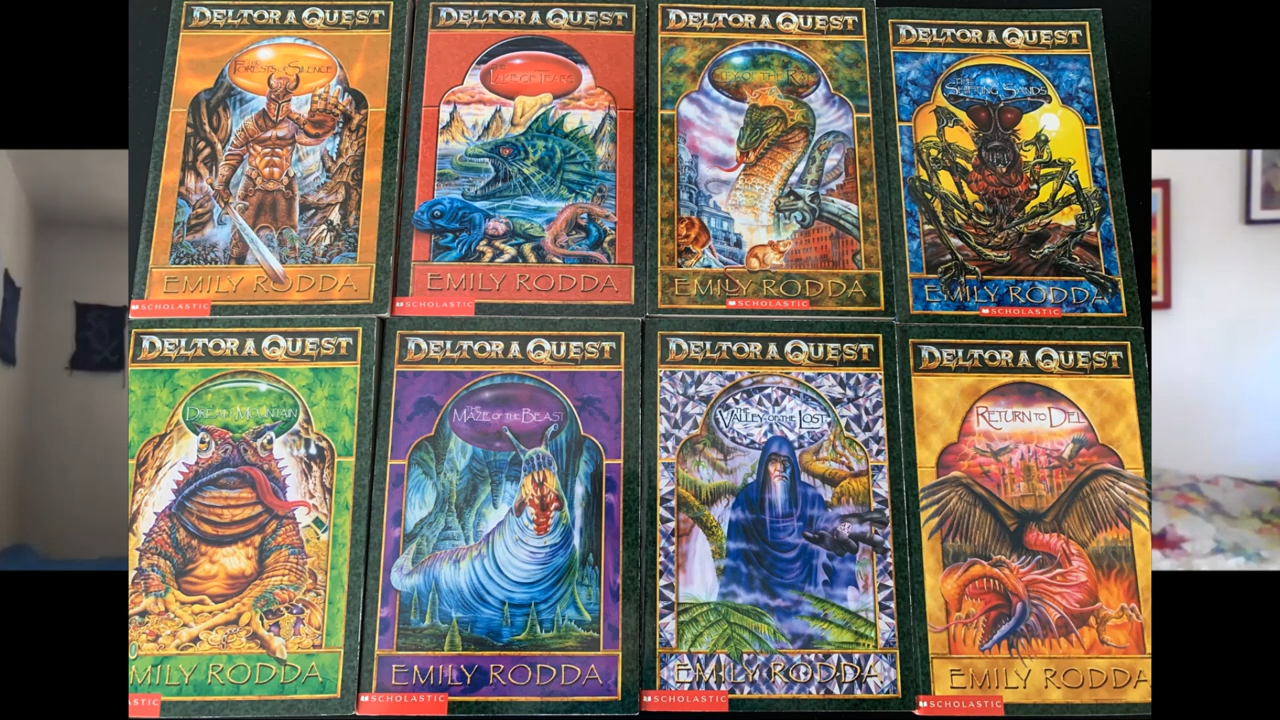 DELTORA QUEST
THE
FORESTS OF SILENCE
EMILY RODDA
SCHOLASTIC
DELTORA QUEST
THE
LAKE OF TEARS
EMILY RODDA
SCHOLASTIC
DELTORA QUEST
CITY OF THE RATS
EMILY RODDA
SCHOLASTIC
DELTORA QUEST
THE
SHIFTING SANDS
EMILY RODDA
SCHOLASTIC
DELTORA QUEST
DREAD MOUNTAIN
MILY RODDA
ASTIC
DELTORA QUEST
THE
MAZE OF THE BEAST
EMILY RODDA
SCHOLASTIC
DELTORA QUEST
THE
VALLEY OF THE LOST
EMILY RODDA
SCHOLASTIC
DELTORA QUEST
RETURN TO DEL
EMILY RODDA
SCHOLASTIC